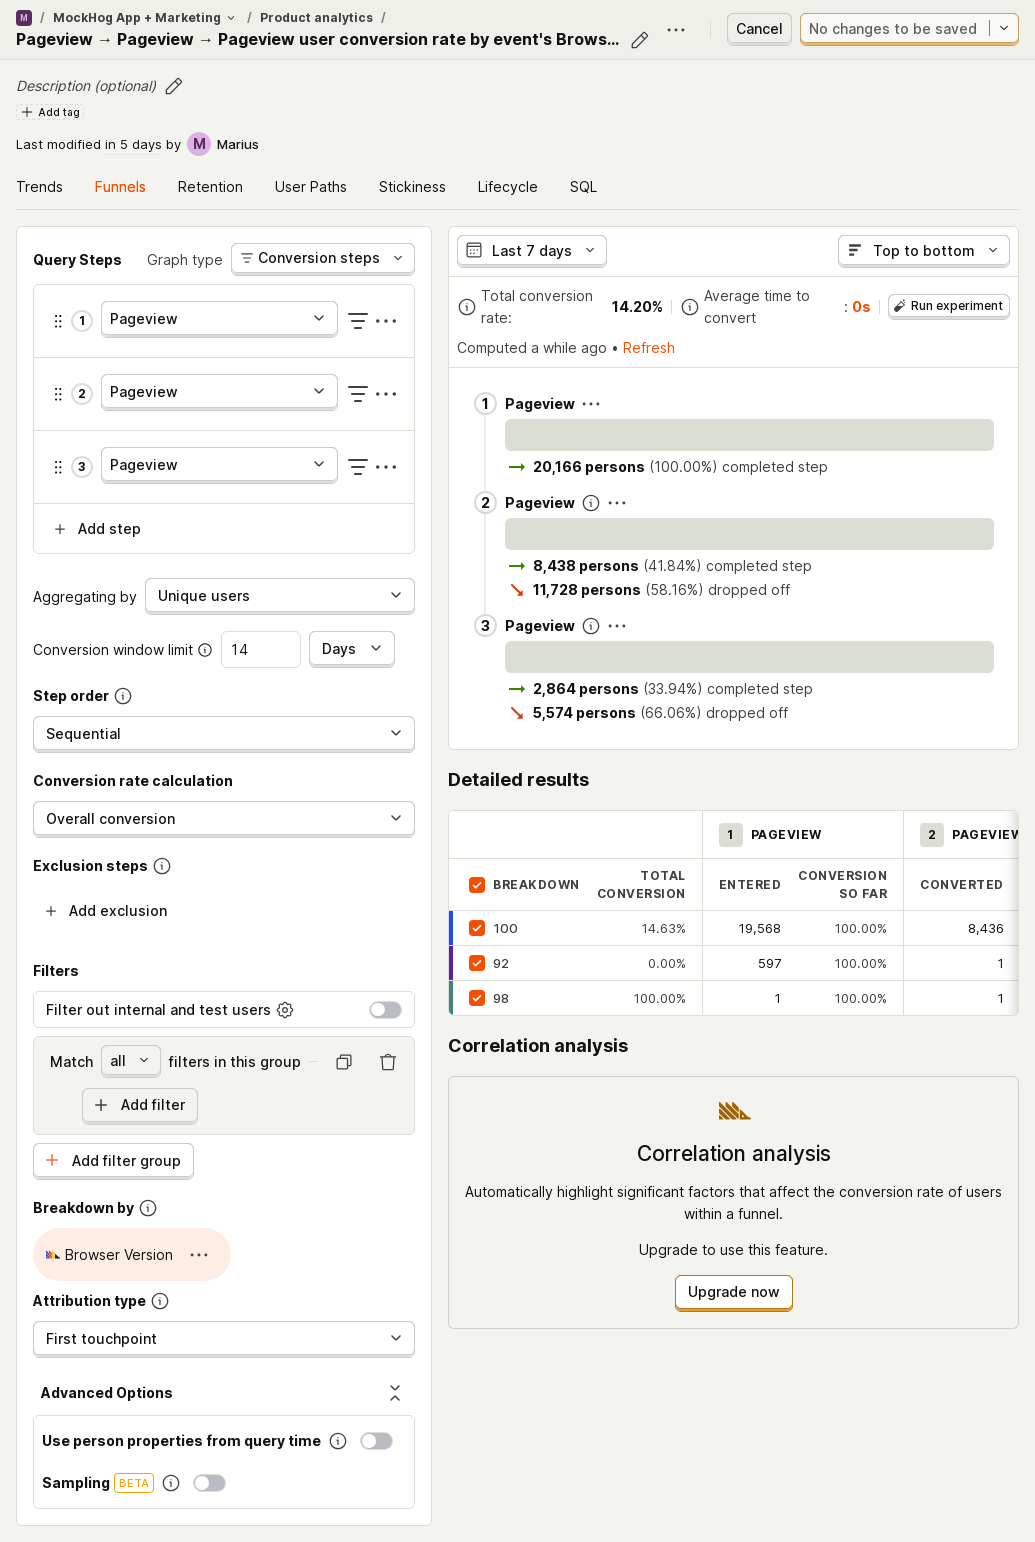 M / MockHog App + Marketing / Product analytics /
Pageview → Pageview → Pageview user conversion rate by event's Brows...
Cancel
No changes to be saved
Description (optional)
Add tag
Last modified in 5 days by M Marius
Trends Funnels Retention User Paths Stickiness Lifecycle SQL
Query Steps Graph type Conversion steps
1 Pageview
2 Pageview
3 Pageview
Add step
Aggregating by Unique users
Conversion window limit 14 Days
Step order
Sequential
Conversion rate calculation
Overall conversion
Exclusion steps
Add exclusion
Filters
Filter out internal and test users
Match all filters in this group
Add filter
Add filter group
Breakdown by
Browser Version
Attribution type
First touchpoint
Advanced Options
Use person properties from query time
Sampling BETA
Last 7 days Top to bottom
Total conversion rate: 14.20% Average time to convert : 0s Run experiment
Computed a while ago • Refresh
1 Pageview
20,166 persons (100.00%) completed step
2 Pageview
8,438 persons (41.84%) completed step
11,728 persons (58.16%) dropped off
3 Pageview
2,864 persons (33.94%) completed step
5,574 persons (66.06%) dropped off
Detailed results
1 PAGEVIEW 2 PAGEVIEW
BREAKDOWN TOTAL CONVERSION ENTERED CONVERSION SO FAR CONVERTED
100 14.63% 19,568 100.00% 8,436
92 0.00% 597 100.00% 1
98 100.00% 1 100.00% 1
Correlation analysis
Correlation analysis
Automatically highlight significant factors that affect the conversion rate of users
within a funnel.
Upgrade to use this feature.
Upgrade now